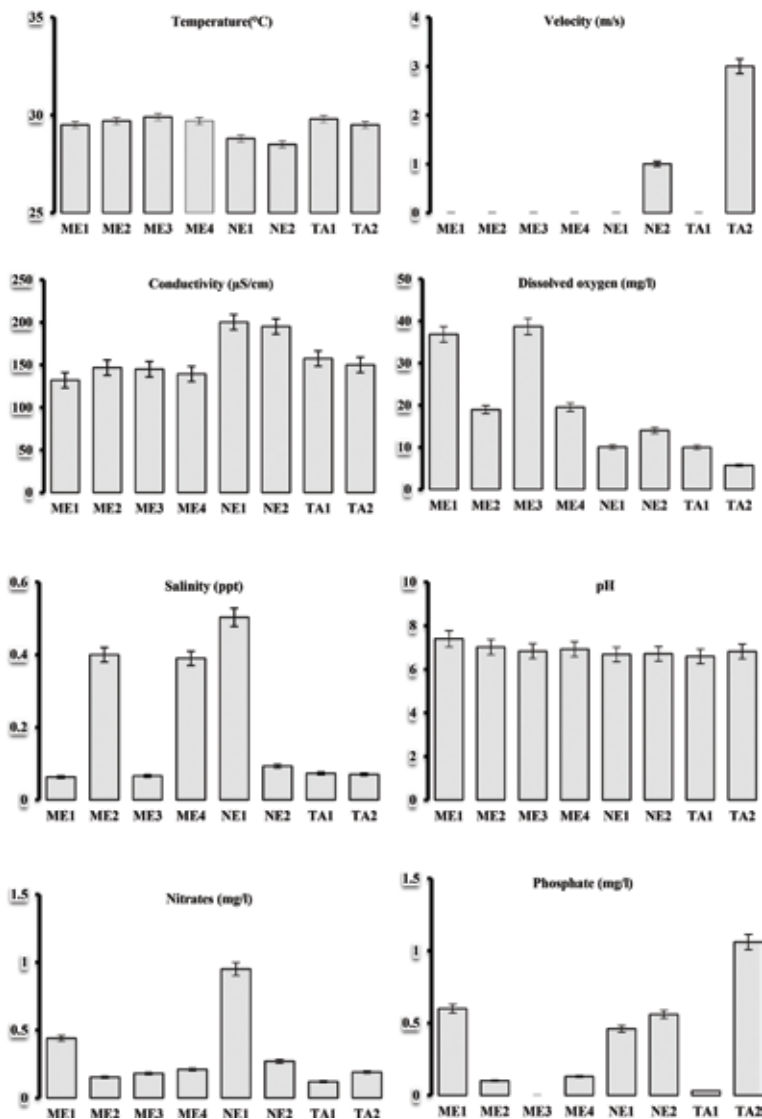 Temperature(°C)
35
30
25
ME1 ME2 ME3 ME4 NE1 NE2 TA1 TA2
Velocity (m/s)
4
3
2
1
0
ME1 ME2 ME3 ME4 NE1 NE2 TA1 TA2
Conductivity (µS/cm)
250
200
150
100
50
0
ME1 ME2 ME3 ME4 NE1 NE2 TA1 TA2
Dissolved oxygen (mg/l)
50
40
30
20
10
0
ME1 ME2 ME3 ME4 NE1 NE2 TA1 TA2
Salinity (ppt)
0.6
0.4
0.2
0
ME1 ME2 ME3 ME4 NE1 NE2 TA1 TA2
pH
10
8
6
4
2
0
ME1 ME2 ME3 ME4 NE1 NE2 TA1 TA2
Nitrates (mg/l)
1.5
1
0.5
0
ME1 ME2 ME3 ME4 NE1 NE2 TA1 TA2
Phosphate (mg/l)
1.5
1
0.5
0
ME1 ME2 ME3 ME4 NE1 NE2 TA1 TA2